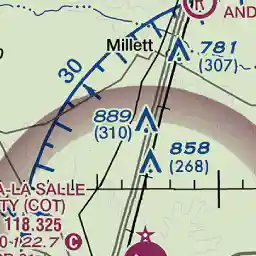 R
AND
Millett
781
(307)
30
889
(310)
858
(268)
A-LA SALLE
TY (COT)
118.325
0-122.7 C